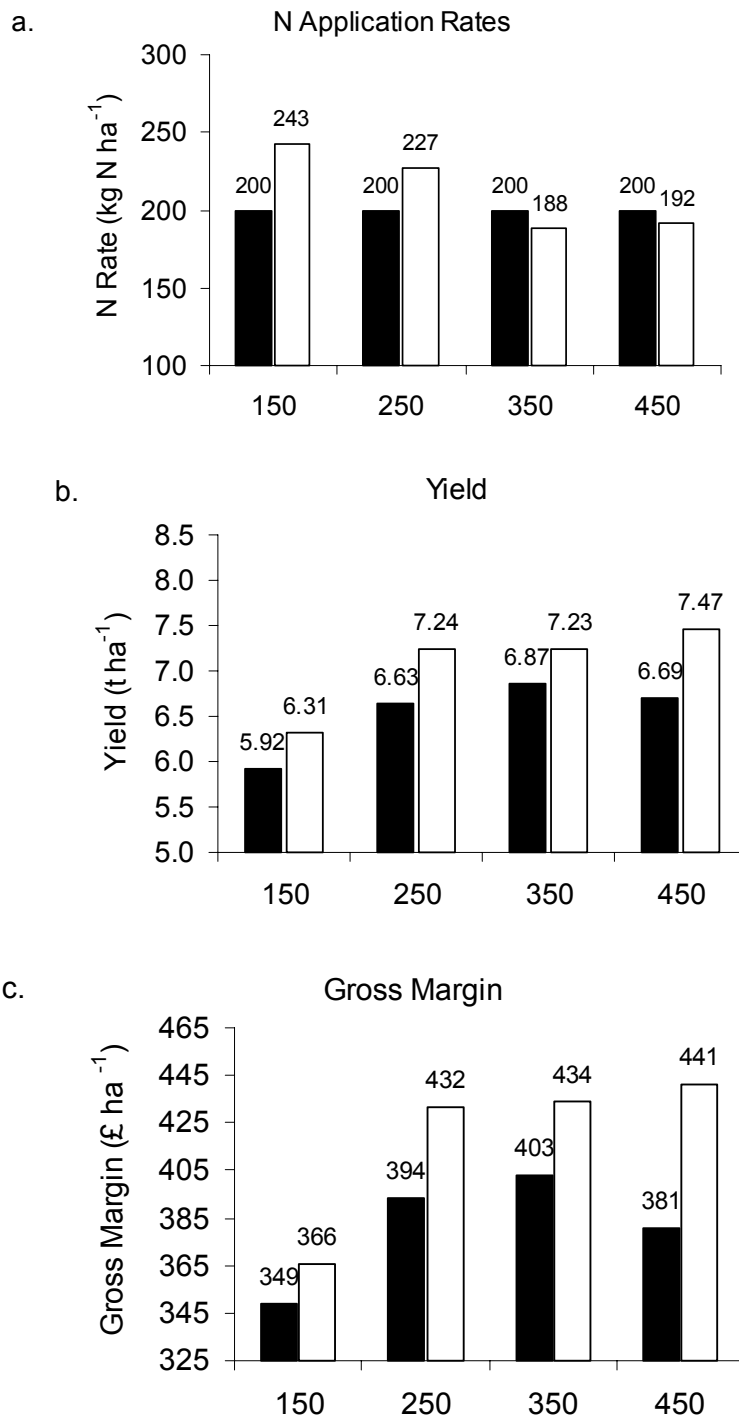 a.
N Application Rates
N Rate (kg N ha⁻¹)
300
250
200
150
100
200 243 200 227 200 188 200 192
150 250 350 450
b.
Yield
Yield (t ha⁻¹)
8.5
8.0
7.5
7.0
6.5
6.0
5.5
5.0
5.92 6.31 6.63 7.24 6.87 7.23 6.69 7.47
150 250 350 450
c.
Gross Margin
Gross Margin (£ ha⁻¹)
465
445
425
405
385
365
345
325
349 366 394 432 403 434 381 441
150 250 350 450